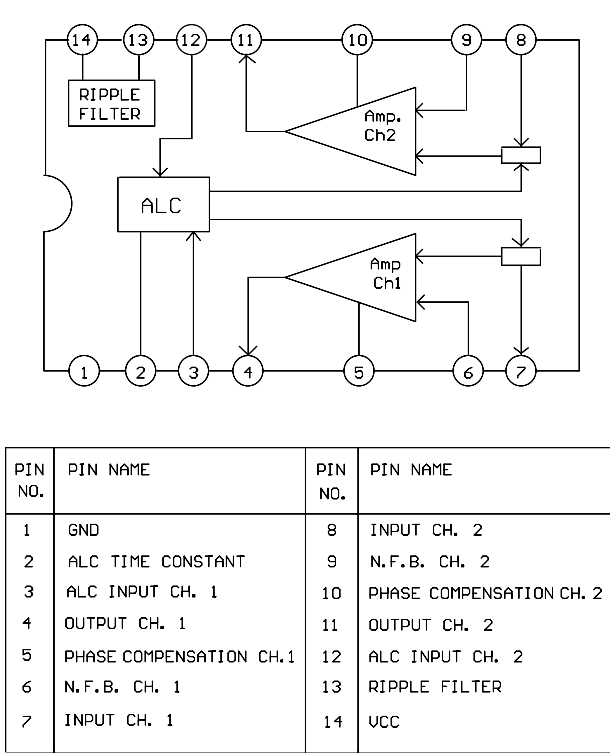 14 13 12 11 10 9 8
RIPPLE
FILTER
Amp.
Ch2
ALC
Amp
Ch1
1 2 3 4 5 6 7
PIN NO. PIN NAME PIN NO. PIN NAME
1 GND 8 INPUT CH. 2
2 ALC TIME CONSTANT 9 N.F.B. CH. 2
3 ALC INPUT CH. 1 10 PHASE COMPENSATION CH. 2
4 OUTPUT CH. 1 11 OUTPUT CH. 2
5 PHASE COMPENSATION CH.1 12 ALC INPUT CH. 2
6 N.F.B. CH. 1 13 RIPPLE FILTER
7 INPUT CH. 1 14 VCC